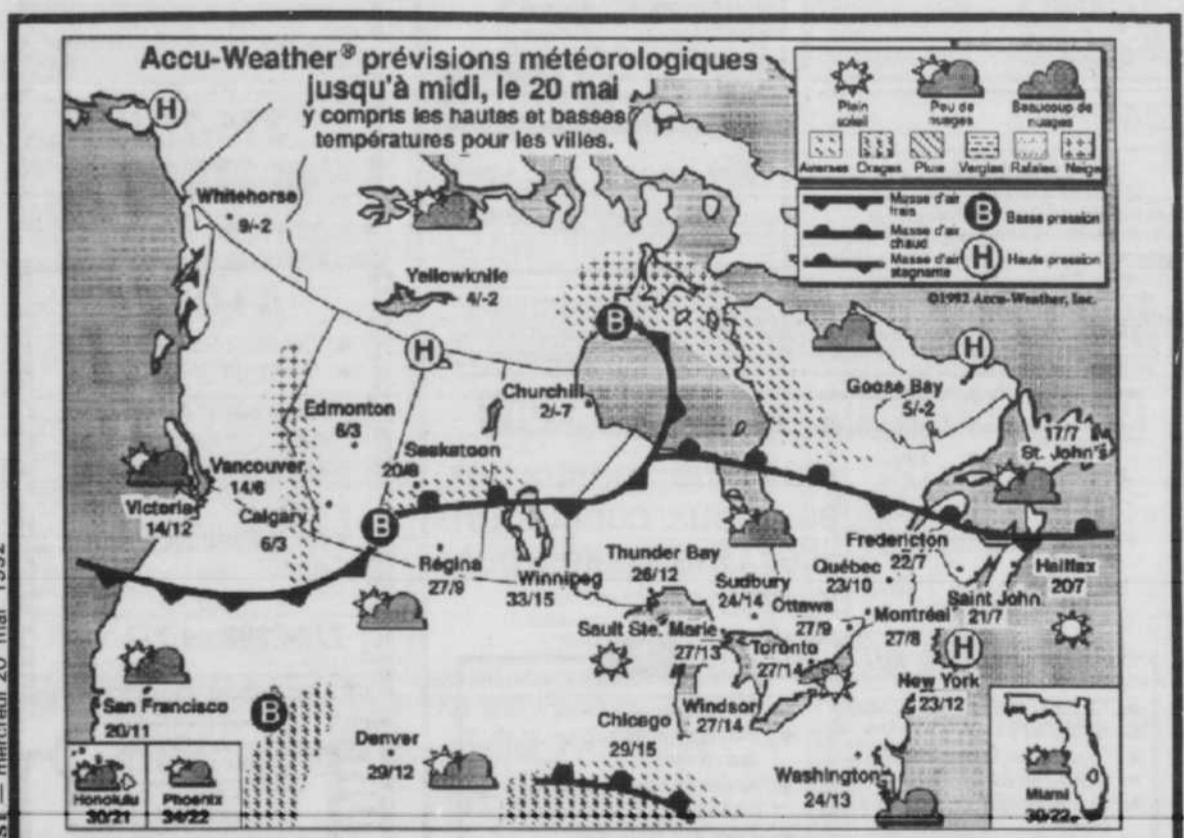 Accu-Weather® prévisions météorologiques
jusqu'à midi, le 20 mai
y compris les hautes et basses
températures pour les villes.
Plein
soleil
Peu de
nuages
Beaucoup de
nuages
Averses Orages Pluie Verglas Rafales Neige
Masse d'air
frais
B Basse pression
Masse d'air
chaud
Masse d'air
stagnante
H Haute pression
©1992 Accu-Weather, Inc.
H
Whitehorse
9/-2
Yellowknife
4/-2
B
H
H
Churchill
2/-7
Goose Bay
5/-2
Edmonton
6/3
Saskatoon
20/8
17/7
St. John's
Vancouver
14/6
Victoria
14/12
Calgary
6/3
B
Régina
27/9
Winnipeg
33/15
Thunder Bay
26/12
Sudbury
24/14
Fredericton
22/7
Québec
23/10
Halifax
20/7
Saint John
21/7
Ottawa
27/9
Montréal
27/8
Sault Ste. Marie
27/13
Toronto
27/14
H
New York
23/12
San Francisco
20/11
B
Windsor
27/14
Chicago
29/15
Denver
29/12
Washington
24/13
Honolulu
30/21
Phoenix
34/22
Miami
30/22
— mercredi 20 mai 1992